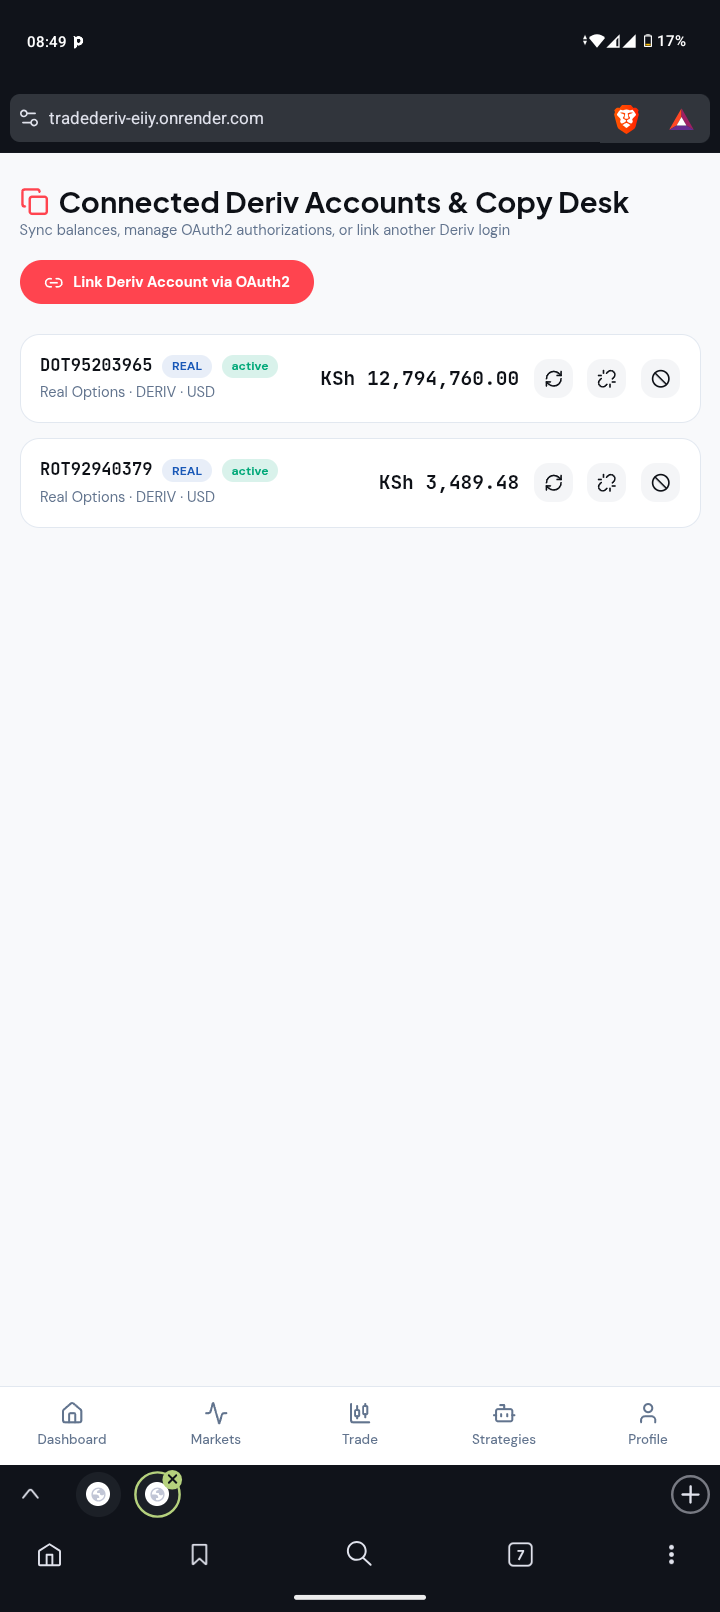 08:49
17%
tradederiv-eiiy.onrender.com
Connected Deriv Accounts & Copy Desk
Sync balances, manage OAuth2 authorizations, or link another Deriv login
Link Deriv Account via OAuth2
DOT95203965 REAL active KSh 12,794,760.00
Real Options · DERIV · USD
ROT92940379 REAL active KSh 3,489.48
Real Options · DERIV · USD
Dashboard Markets Trade Strategies Profile
7